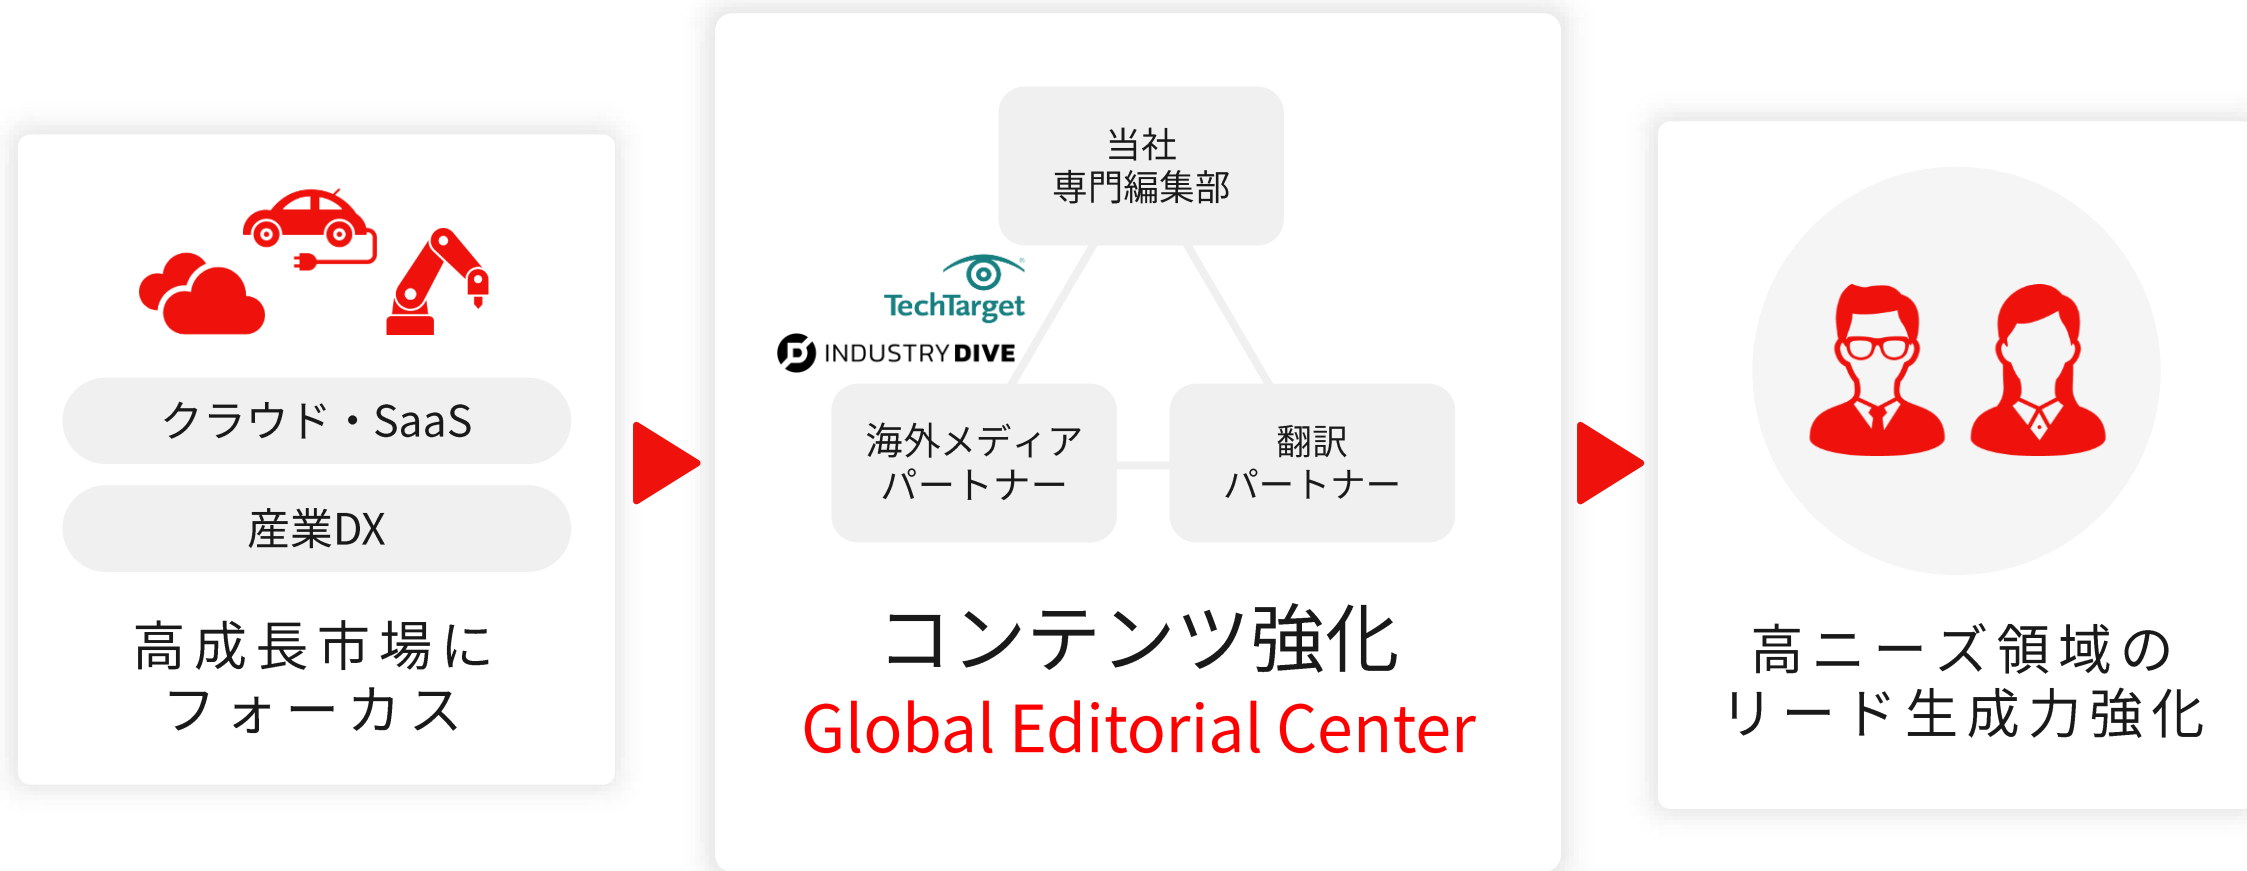 クラウド・SaaS
産業DX
高成長市場に
フォーカス
当社
専門編集部
TechTarget
INDUSTRY DIVE
海外メディア
パートナー
翻訳
パートナー
コンテンツ強化
Global Editorial Center
高ニーズ領域の
リード生成力強化